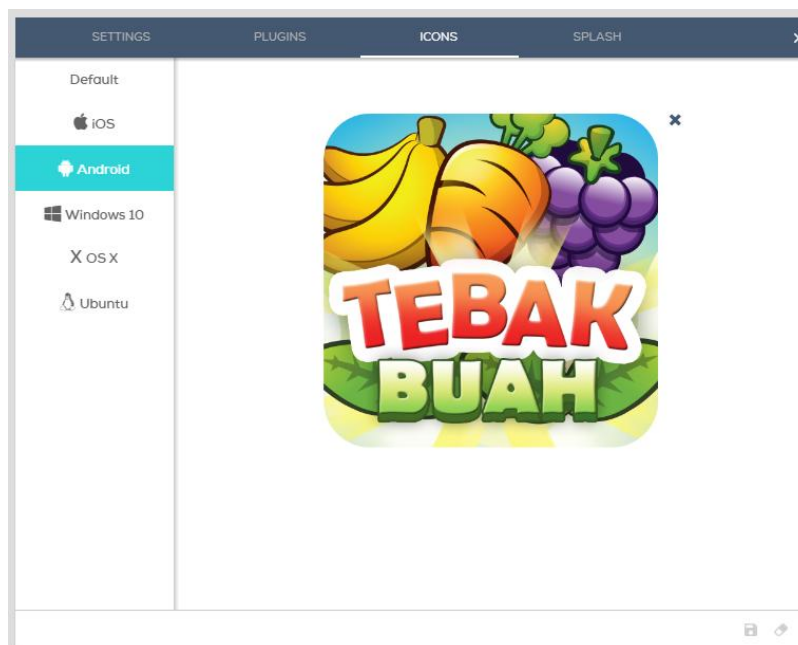 SETTINGS PLUGINS ICONS SPLASH
Default
iOS
Android
Windows 10
X OS X
Ubuntu
TEBAK
BUAH